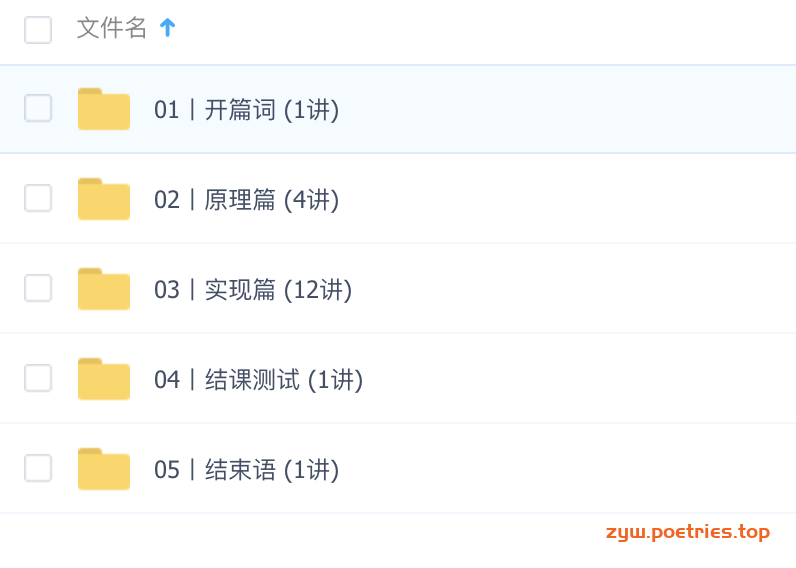 文件名
01丨开篇词 (1讲)
02丨原理篇 (4讲)
03丨实现篇 (12讲)
04丨结课测试 (1讲)
05丨结束语 (1讲)
zyw.poetries.top